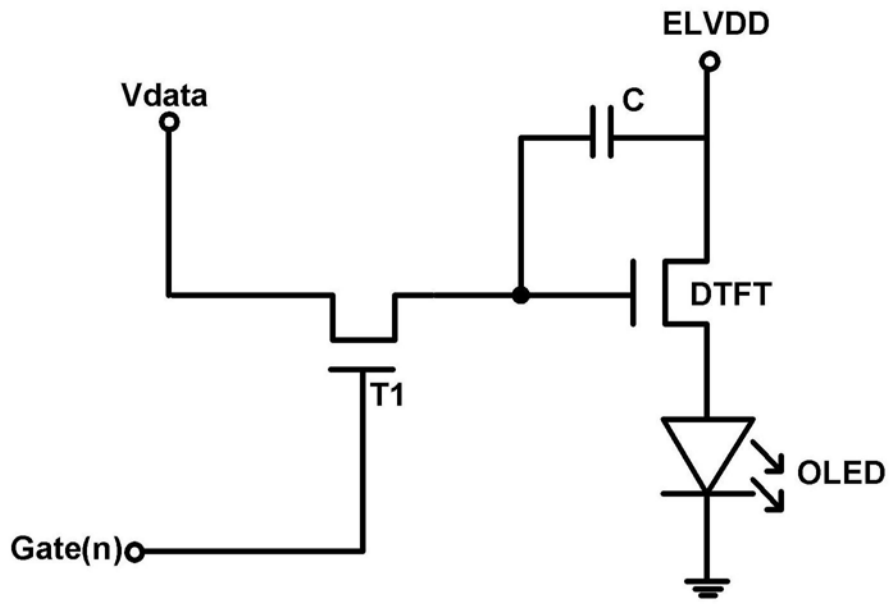 ELVDD
Vdata
C
DTFT
T1
OLED
Gate(n)